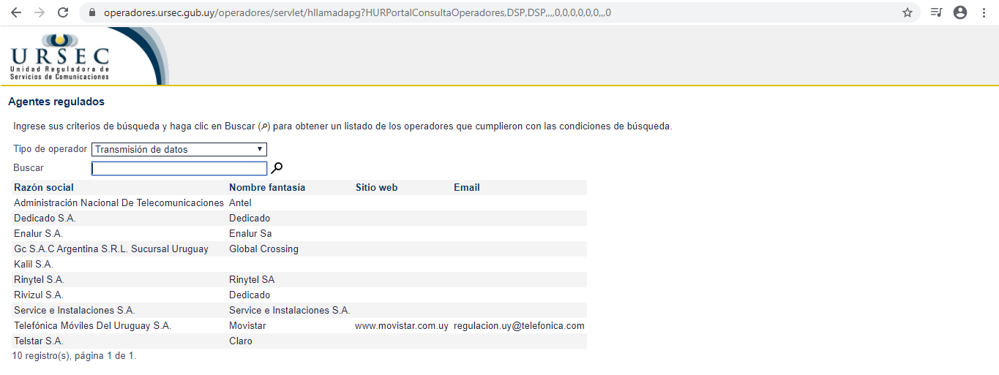 operadores.ursec.gub.uy/operadores/servlet/hllamadapg?HURPortalConsultaOperadores,DSP,DSP,,,,0,0,0,0,0,0,,,0
URSEC
Unidad Reguladora de
Servicios de Comunicaciones
Agentes regulados
Ingrese sus criterios de búsqueda y haga clic en Buscar ( ) para obtener un listado de los operadores que cumplieron con las condiciones de búsqueda.
Tipo de operador Transmisión de datos
Buscar
Razón social Nombre fantasía Sitio web Email
Administración Nacional De Telecomunicaciones Antel
Dedicado S.A. Dedicado
Enalur S.A. Enalur Sa
Gc S.A.C Argentina S.R.L. Sucursal Uruguay Global Crossing
Kalil S.A.
Rinytel S.A. Rinytel SA
Rivizul S.A. Dedicado
Service e Instalaciones S.A. Service e Instalaciones S.A.
Telefónica Móviles Del Uruguay S.A. Movistar www.movistar.com.uy regulacion.uy@telefonica.com
Telstar S.A. Claro
10 registro(s), página 1 de 1.